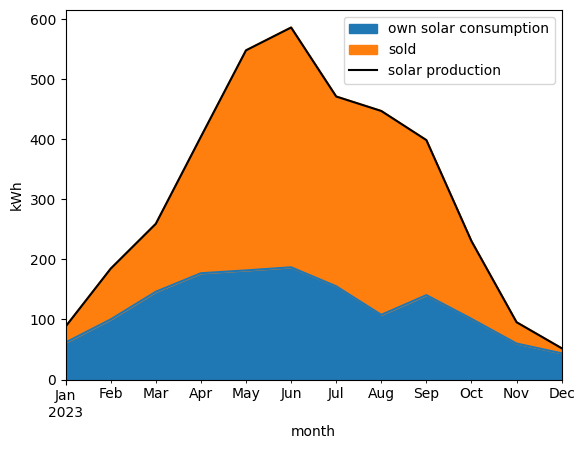 own solar consumption
sold
solar production
kWh
600
500
400
300
200
100
0
Jan Feb Mar Apr May Jun Jul Aug Sep Oct Nov Dec
2023
month